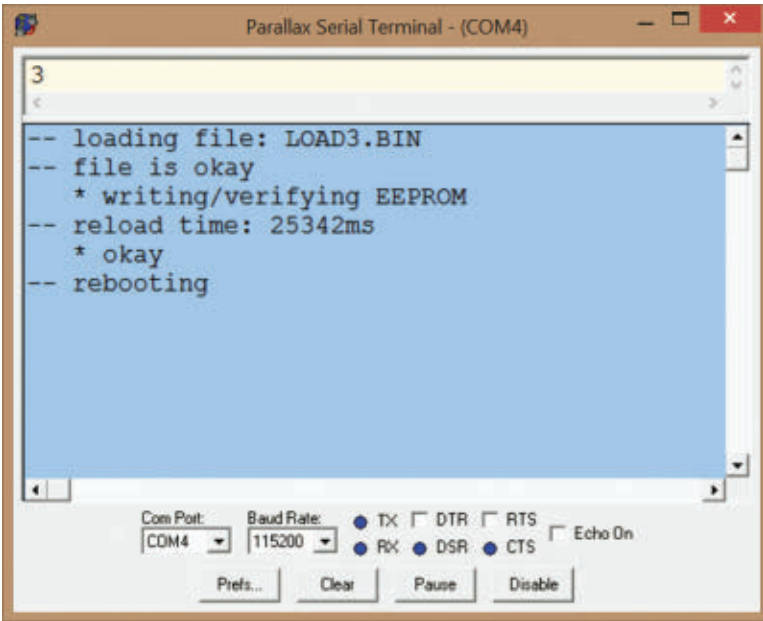 Parallax Serial Terminal - (COM4)
3
-- loading file: LOAD3.BIN
-- file is okay
   * writing/verifying EEPROM
-- reload time: 25342ms
   * okay
-- rebooting
Com Port: Baud Rate: TX DTR RTS
COM4 115200 RX DSR CTS Echo On
Prefs... Clear Pause Disable